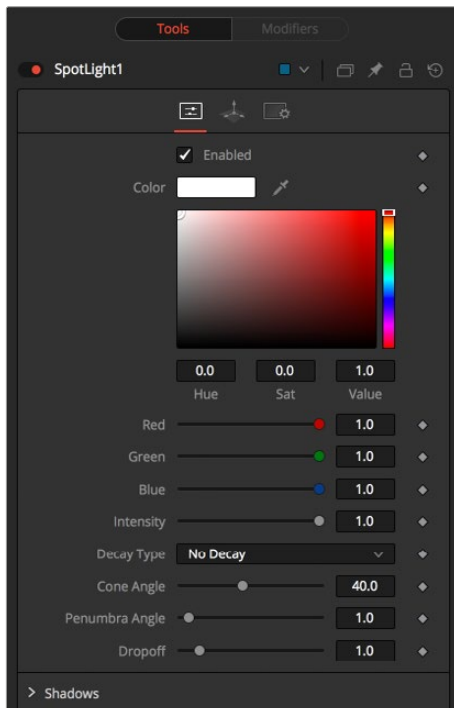 Tools Modifiers
SpotLight1
Enabled
Color
0.0 0.0 1.0
Hue Sat Value
Red 1.0
Green 1.0
Blue 1.0
Intensity 1.0
Decay Type No Decay
Cone Angle 40.0
Penumbra Angle 1.0
Dropoff 1.0
Shadows